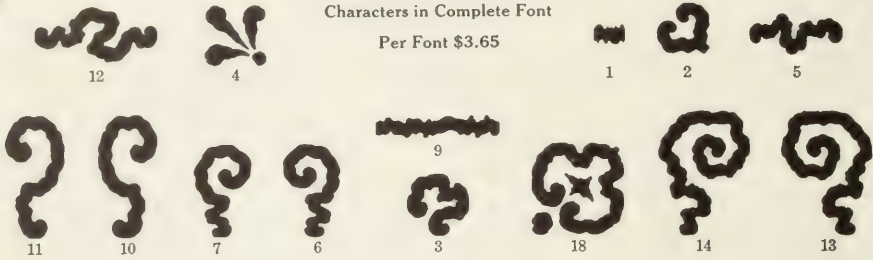 Characters in Complete Font
Per Font $3.65
12 4 1 2 5
9
11 10 7 6 3 18 14 13